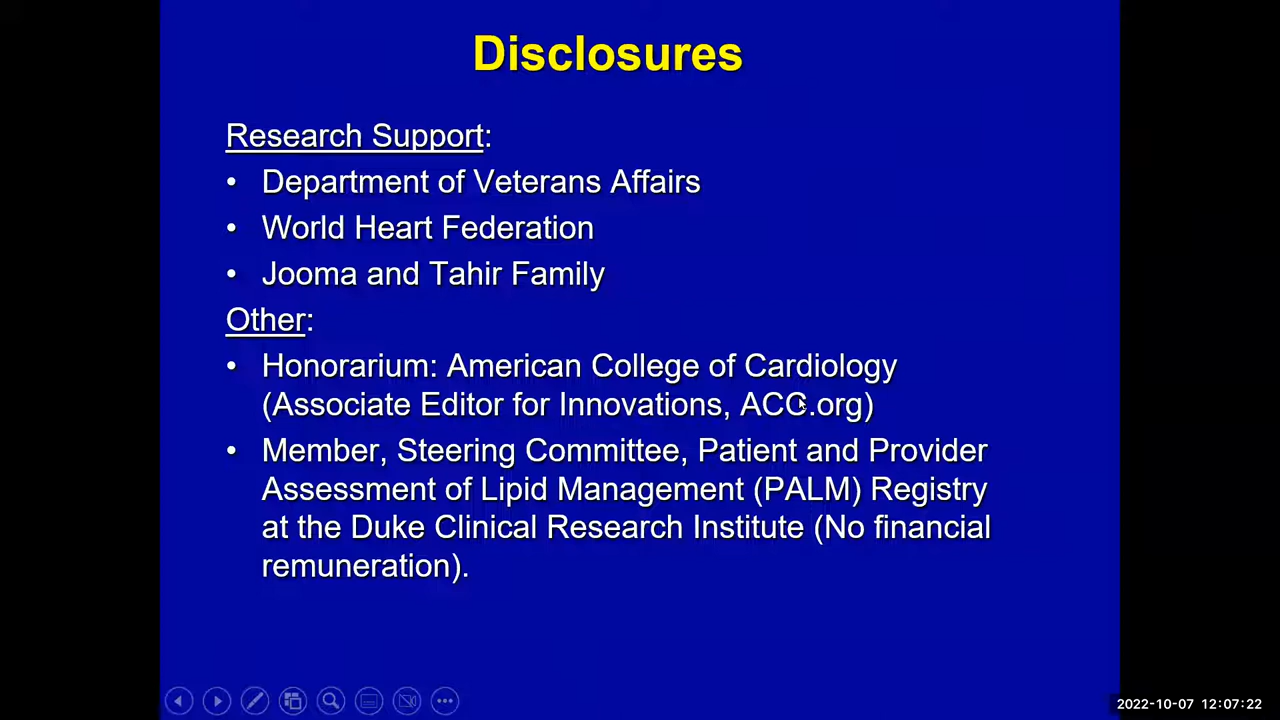 Disclosures
Research Support:
• Department of Veterans Affairs
• World Heart Federation
• Jooma and Tahir Family
Other:
• Honorarium: American College of Cardiology
(Associate Editor for Innovations, ACC.org)
• Member, Steering Committee, Patient and Provider
Assessment of Lipid Management (PALM) Registry
at the Duke Clinical Research Institute (No financial
remuneration).
2022-10-07 12:07:22